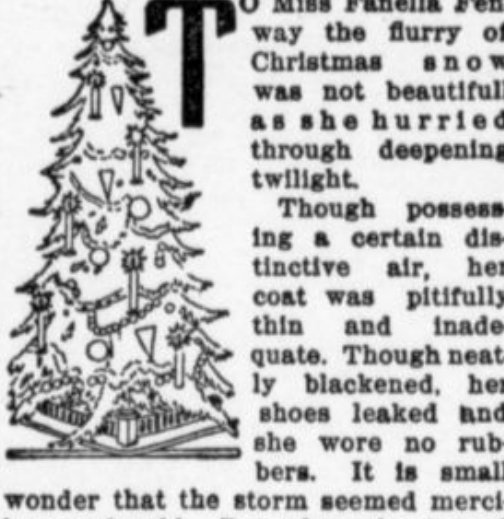 TO Miss Fanella Fen-
way the flurry of
Christmas snow
was not beautiful
as she hurried
through deepening
twilight.
Though possess-
ing a certain dis-
tinctive air, her
coat was pitifully
thin and inade-
quate. Though neat-
ly blackened, her
shoes leaked and
she wore no rub-
bers. It is small
wonder that the storm seemed merci-